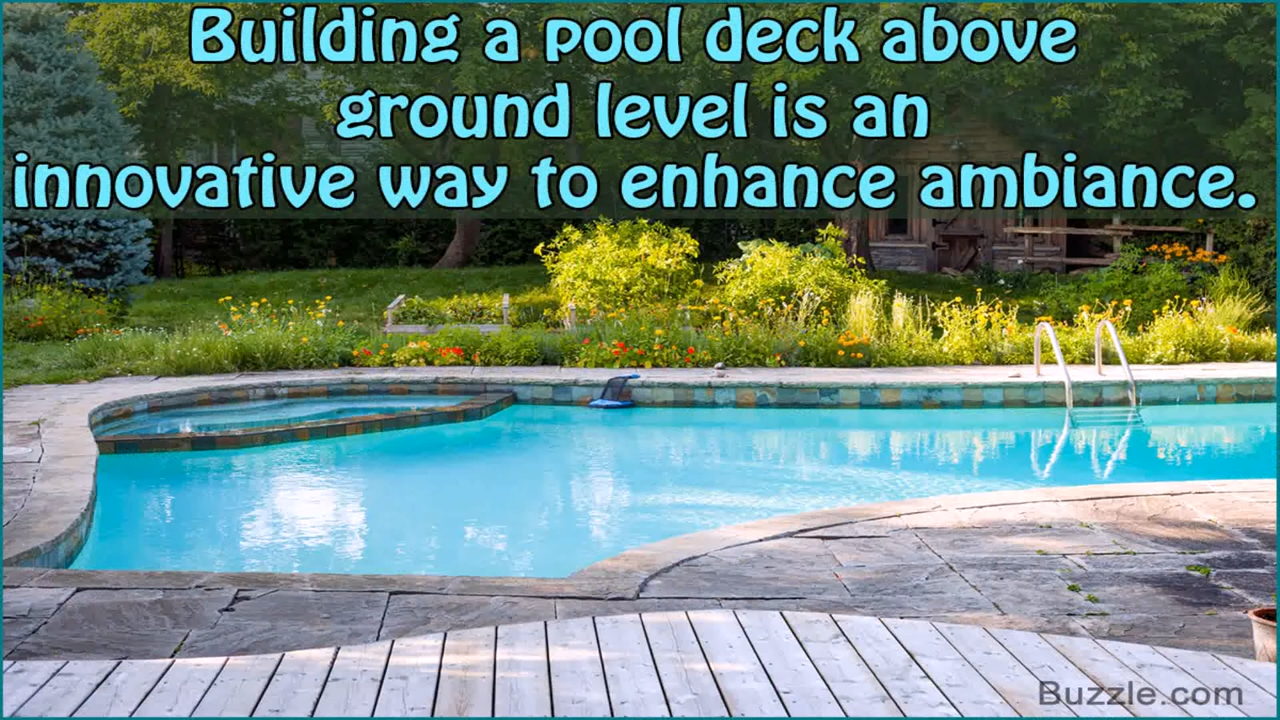 Building a pool deck above
ground level is an
innovative way to enhance ambiance.
Buzzle.com